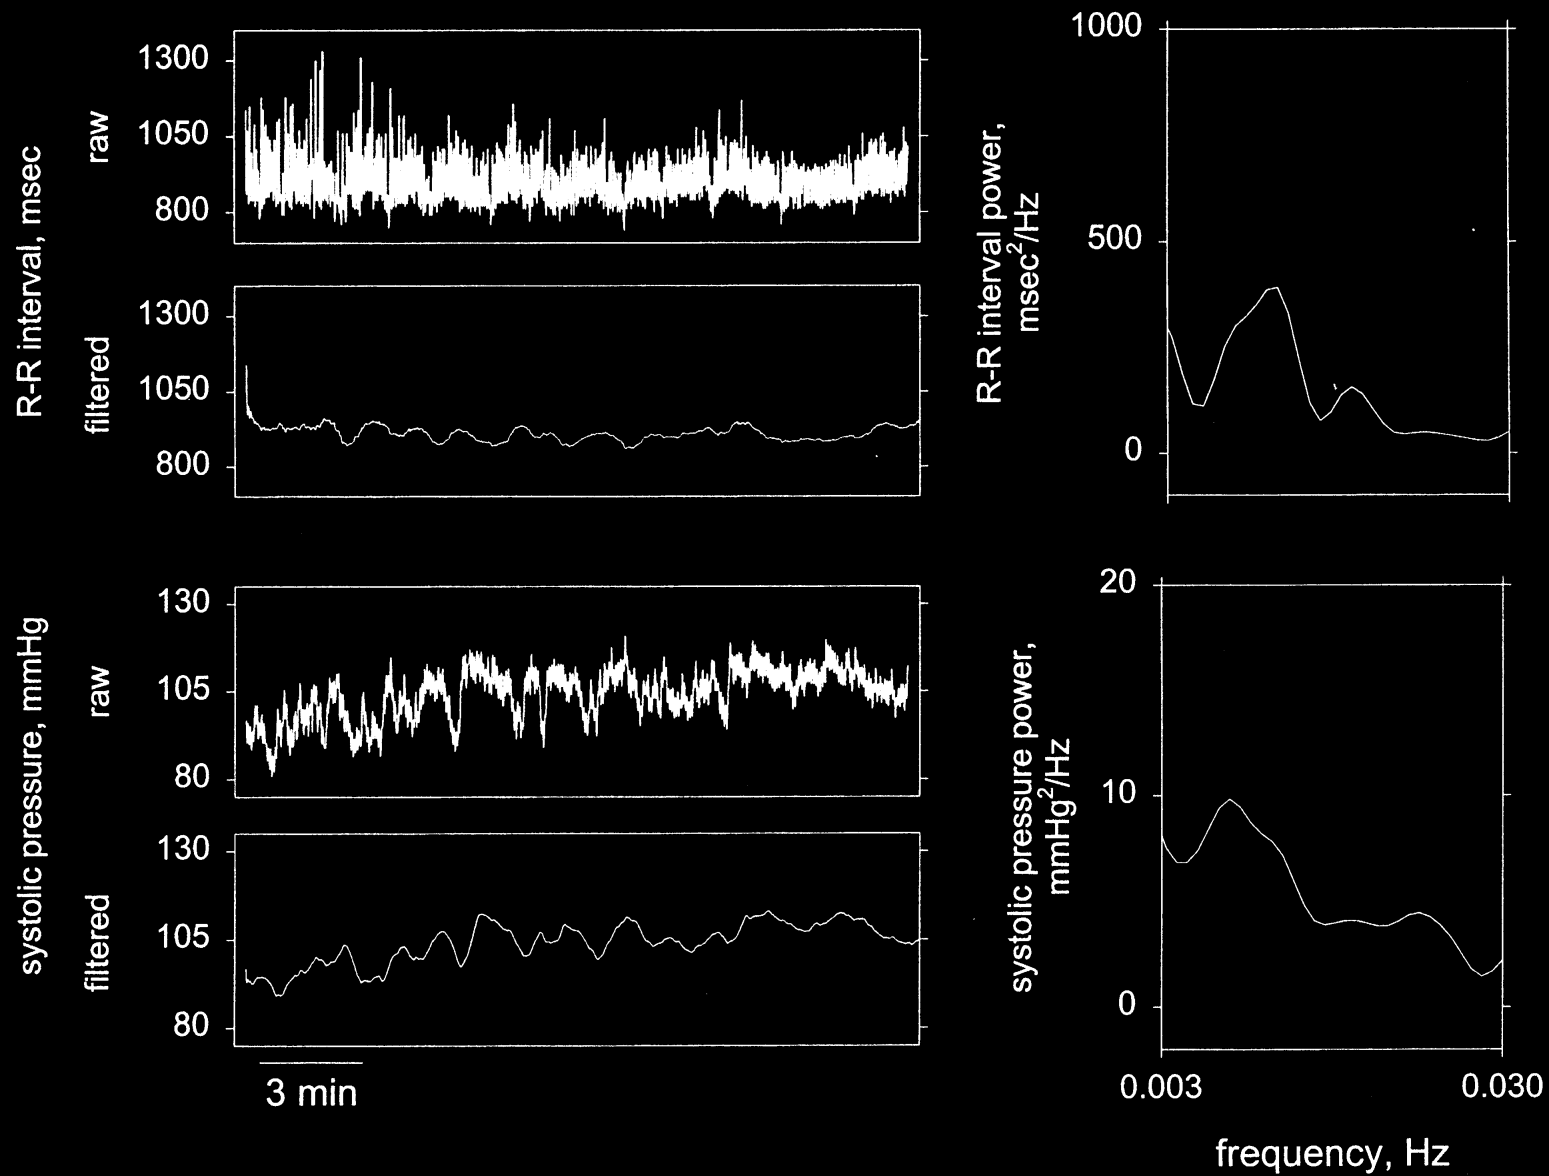 R-R interval, msec
raw
1300
1050
800
filtered
1300
1050
800
R-R interval power,
msec²/Hz
1000
500
0
systolic pressure, mmHg
raw
130
105
80
filtered
130
105
80
3 min
systolic pressure power,
mmHg²/Hz
20
10
0
0.003
0.030
frequency, Hz